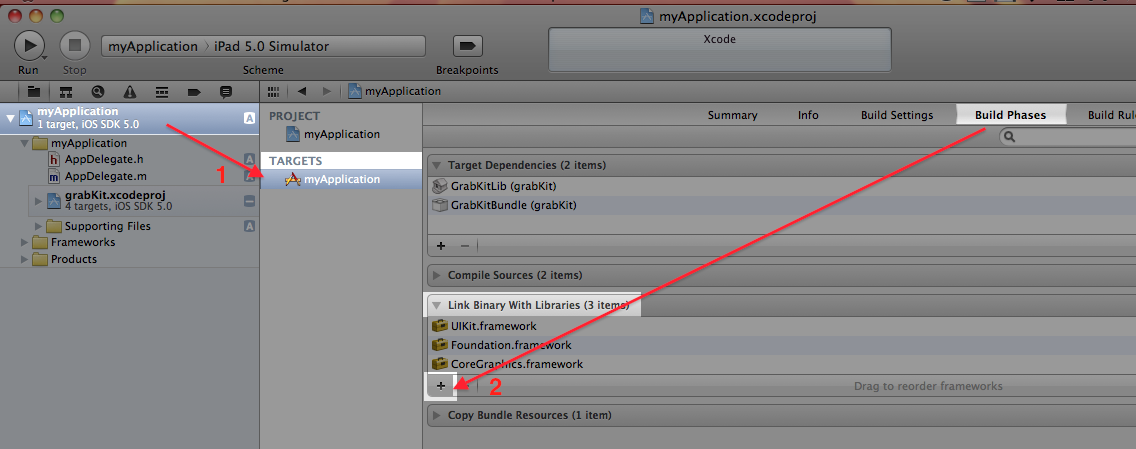 myApplication.xcodeproj
myApplication
iPad 5.0 Simulator
Xcode
Run
Stop
Scheme
Breakpoints
myApplication
myApplication
1 target, iOS SDK 5.0
A
myApplication
AppDelegate.h
A
AppDelegate.m
A
grabKit.xcodeproj
4 targets, iOS SDK 5.0
Supporting Files
A
Frameworks
Products
1
PROJECT
myApplication
TARGETS
myApplication
Summary
Info
Build Settings
Build Phases
Build Rul
Target Dependencies (2 items)
GrabKitLib (grabKit)
GrabKitBundle (grabKit)
+ −
Compile Sources (2 items)
Link Binary With Libraries (3 items)
UIKit.framework
Foundation.framework
CoreGraphics.framework
+
2
Drag to reorder frameworks
Copy Bundle Resources (1 item)